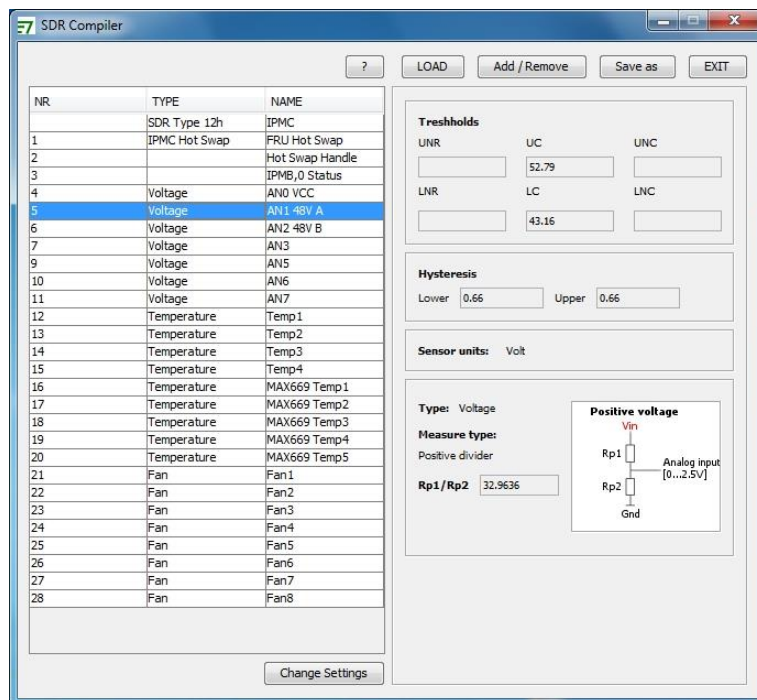 SDR Compiler
?
LOAD
Add / Remove
Save as
EXIT
NR TYPE NAME
SDR Type 12h IPMC
1 IPMC Hot Swap FRU Hot Swap
2 Hot Swap Handle
3 IPMB,0 Status
4 Voltage AN0 VCC
5 Voltage AN1 48V A
6 Voltage AN2 48V B
7 Voltage AN3
9 Voltage AN5
10 Voltage AN6
11 Voltage AN7
12 Temperature Temp1
13 Temperature Temp2
14 Temperature Temp3
15 Temperature Temp4
16 Temperature MAX669 Temp1
17 Temperature MAX669 Temp2
18 Temperature MAX669 Temp3
19 Temperature MAX669 Temp4
20 Temperature MAX669 Temp5
21 Fan Fan1
22 Fan Fan2
23 Fan Fan3
24 Fan Fan4
25 Fan Fan5
26 Fan Fan6
27 Fan Fan7
28 Fan Fan8
Change Settings
Treshholds
UNR UC UNC
52.79
LNR LC LNC
43.16
Hysteresis
Lower 0.66 Upper 0.66
Sensor units: Volt
Type: Voltage
Measure type:
Positive divider
Rp1/Rp2 32.9636
Positive voltage
Vin
Rp1
Analog input
[0...2.5V]
Rp2
Gnd